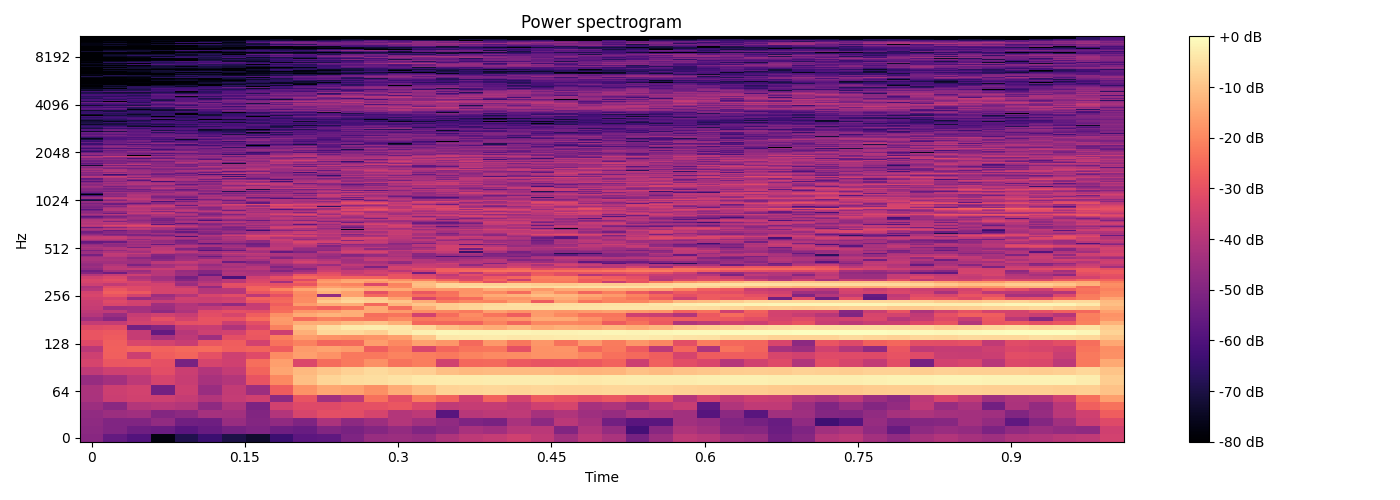 Power spectrogram
8192
4096
2048
1024
512
256
128
64
0
Hz
0 0.15 0.3 0.45 0.6 0.75 0.9
Time
+0 dB
-10 dB
-20 dB
-30 dB
-40 dB
-50 dB
-60 dB
-70 dB
-80 dB